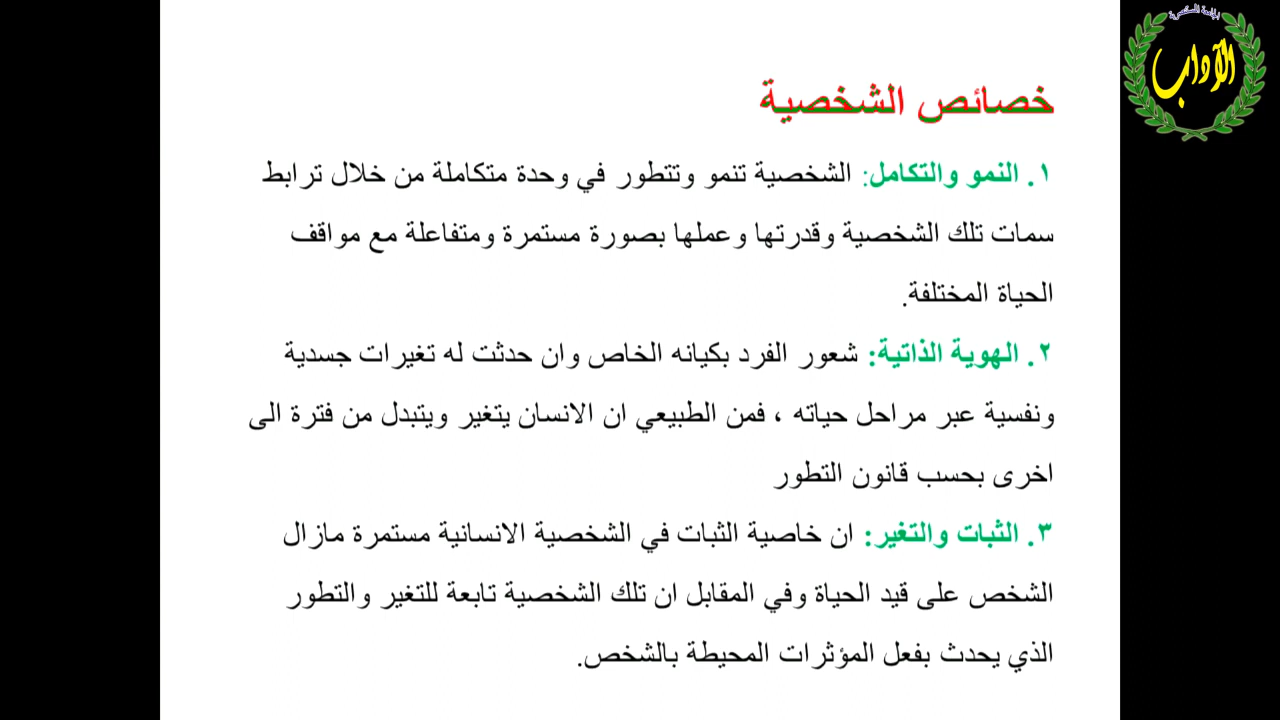 الجامعة المستنصرية
الآداب
خصائص الشخصية
١. النمو والتكامل: الشخصية تنمو وتتطور في وحدة متكاملة من خلال ترابط
سمات تلك الشخصية وقدرتها وعملها بصورة مستمرة ومتفاعلة مع مواقف
الحياة المختلفة.
٢. الهوية الذاتية: شعور الفرد بكيانه الخاص وان حدثت له تغيرات جسدية
ونفسية عبر مراحل حياته ، فمن الطبيعي ان الانسان يتغير ويتبدل من فترة الى
اخرى بحسب قانون التطور
٣. الثبات والتغير: ان خاصية الثبات في الشخصية الانسانية مستمرة مازال
الشخص على قيد الحياة وفي المقابل ان تلك الشخصية تابعة للتغير والتطور
الذي يحدث بفعل المؤثرات المحيطة بالشخص.